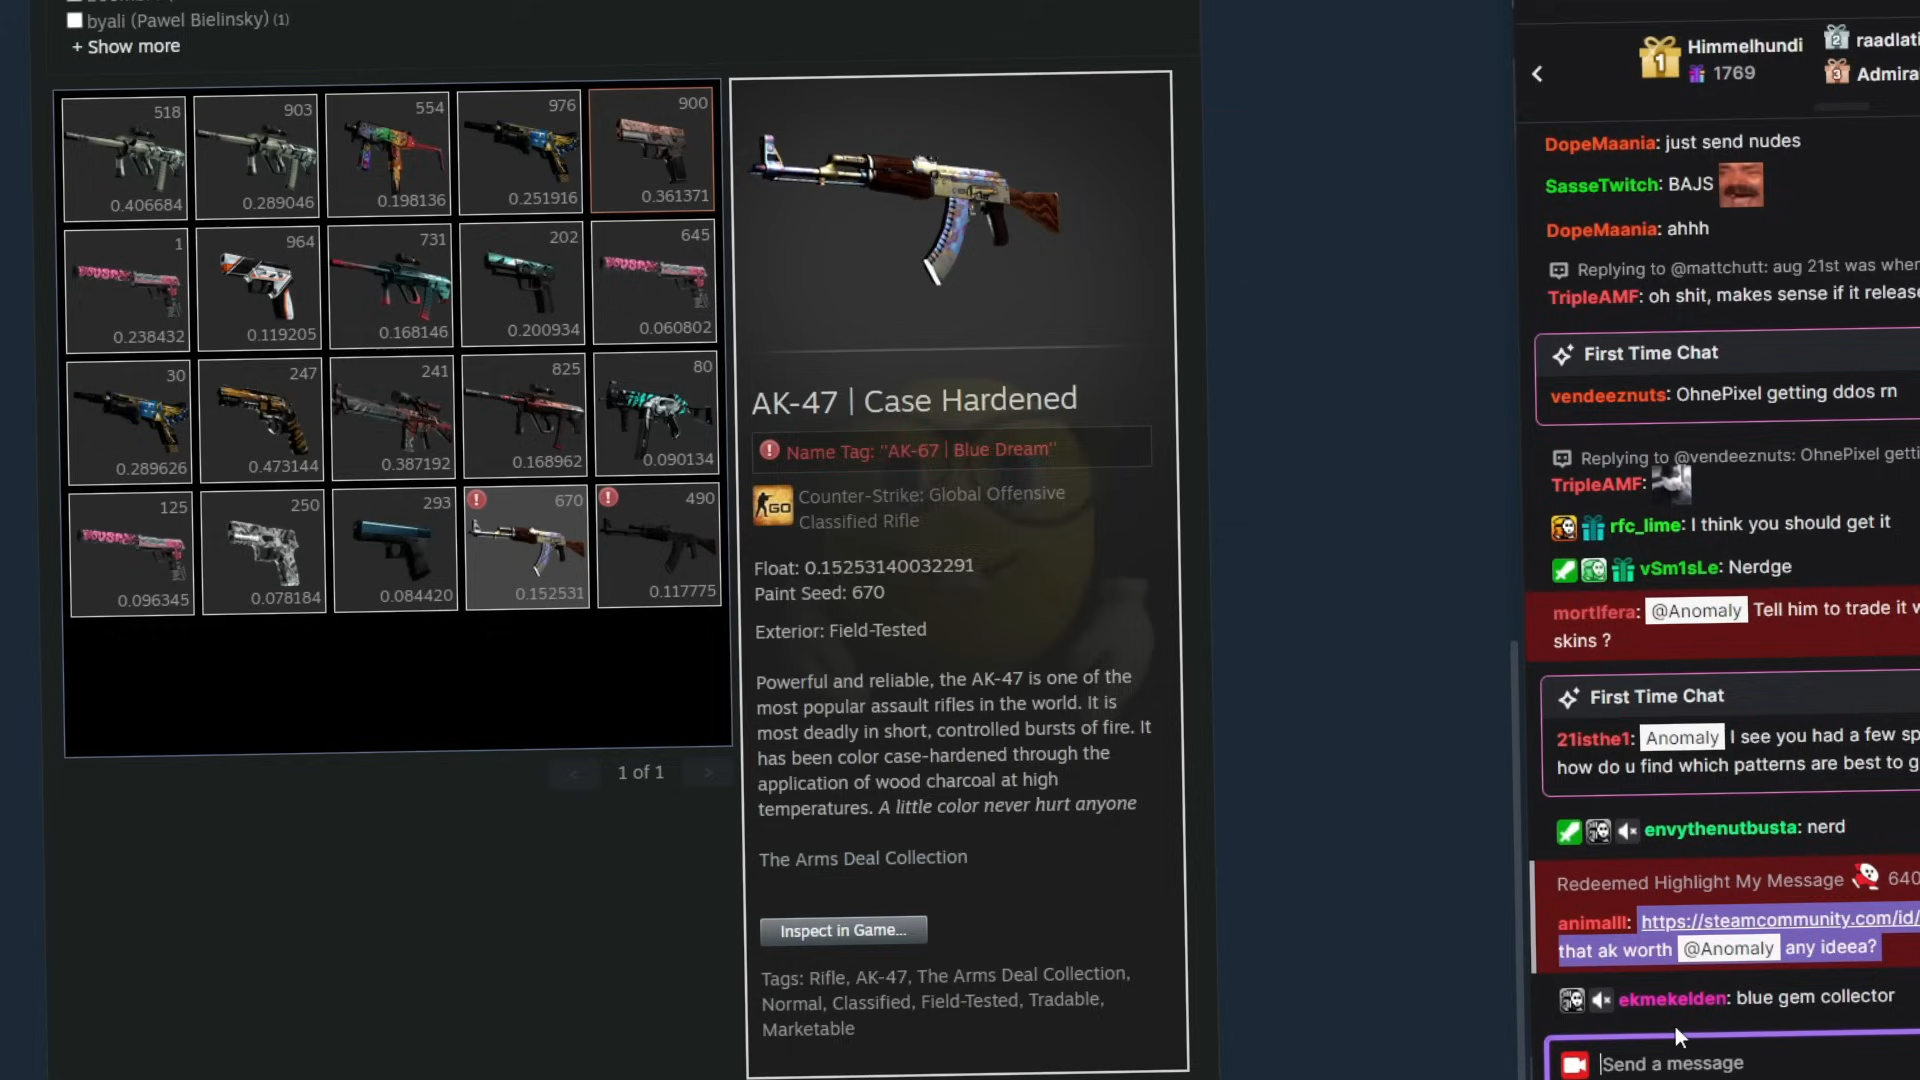 byali (Pawel Bielinsky) (1)
+ Show more
518
0.406684
903
0.289046
554
0.198136
976
0.251916
900
0.361371
1
0.238432
964
0.119205
731
0.168146
202
0.200934
645
0.060802
30
0.289626
247
0.473144
241
0.387192
825
0.168962
80
0.090134
125
0.096345
250
0.078184
293
0.084420
670
0.152531
490
0.117775
< 1 of 1 >
AK-47 | Case Hardened
Name Tag: ''AK-67 | Blue Dream''
GO
Counter-Strike: Global Offensive
Classified Rifle
Float: 0.15253140032291
Paint Seed: 670
Exterior: Field-Tested
Powerful and reliable, the AK-47 is one of the
most popular assault rifles in the world. It is
most deadly in short, controlled bursts of fire. It
has been color case-hardened through the
application of wood charcoal at high
temperatures. A little color never hurt anyone
The Arms Deal Collection
Inspect in Game...
Tags: Rifle, AK-47, The Arms Deal Collection,
Normal, Classified, Field-Tested, Tradable,
Marketable
1 Himmelhundi
1769
2 raadlati
3 Admira
DopeMaania: just send nudes
SasseTwitch: BAJS
DopeMaania: ahhh
Replying to @mattchutt: aug 21st was when
TripleAMF: oh shit, makes sense if it release
First Time Chat
vendeeznuts: OhnePixel getting ddos rn
Replying to @vendeeznuts: OhnePixel getti
TripleAMF:
rfc_lime: I think you should get it
vSm1sLe: Nerdge
mortlfera: @Anomaly Tell him to trade it w
skins ?
First Time Chat
21isthe1: Anomaly I see you had a few sp
how do u find which patterns are best to g
envythenutbusta: nerd
Redeemed Highlight My Message 640
animalll: https://steamcommunity.com/id/
that ak worth @Anomaly any ideea?
ekmekelden: blue gem collector
Send a message